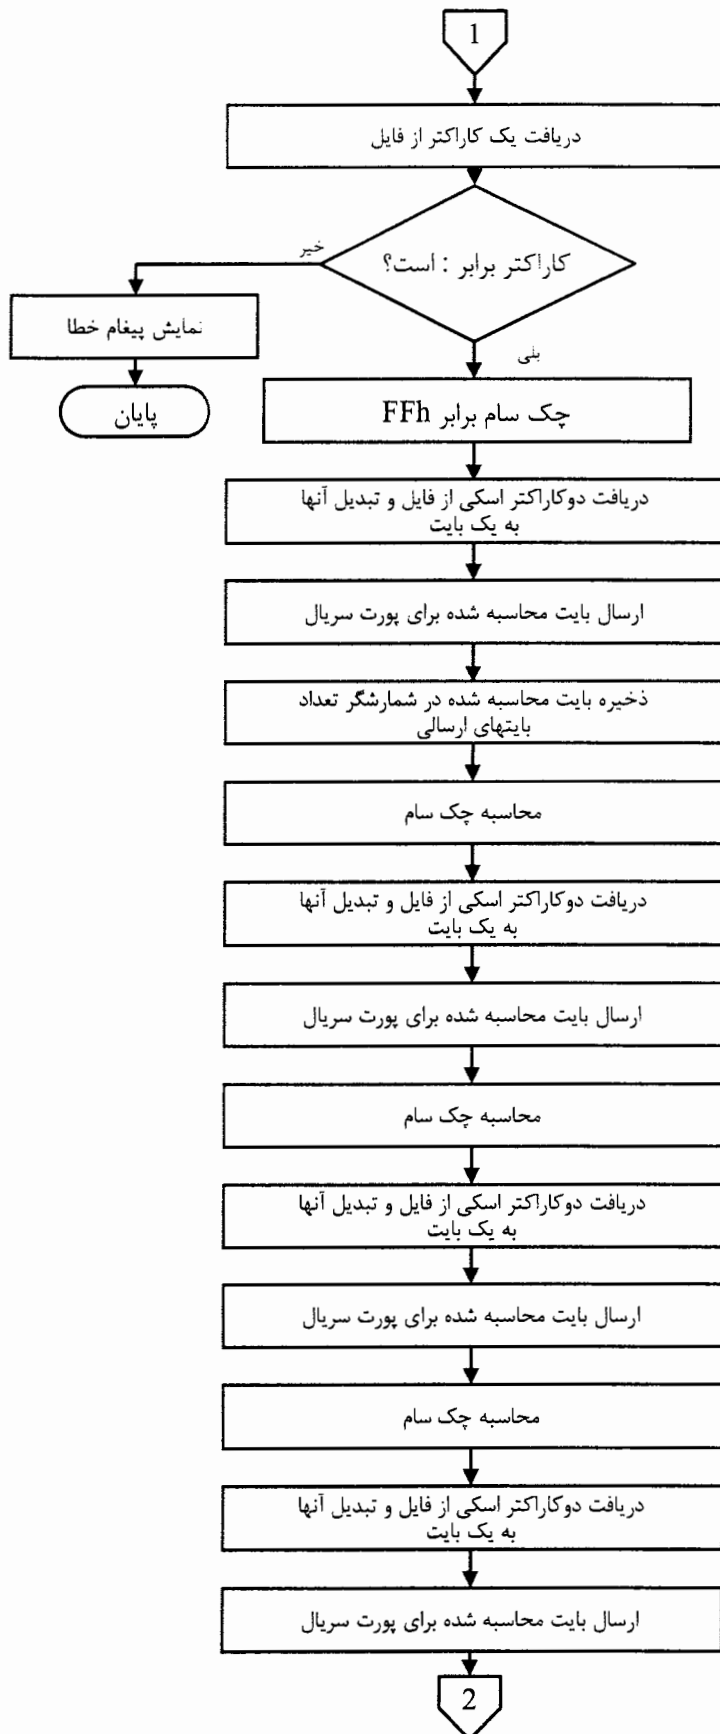 1
دریافت یک کاراکتر از فایل
کاراکتر برابر : است؟
خیر
نمایش پیغام خطا
بلی
پایان
چک سام برابر FFh
دریافت دوکاراکتر اسکی از فایل و تبدیل آنها
به یک بایت
ارسال بایت محاسبه شده برای پورت سریال
ذخیره بایت محاسبه شده در شمارشگر تعداد
بایتهای ارسالی
محاسبه چک سام
دریافت دوکاراکتر اسکی از فایل و تبدیل آنها
به یک بایت
ارسال بایت محاسبه شده برای پورت سریال
محاسبه چک سام
دریافت دوکاراکتر اسکی از فایل و تبدیل آنها
به یک بایت
ارسال بایت محاسبه شده برای پورت سریال
محاسبه چک سام
دریافت دوکاراکتر اسکی از فایل و تبدیل آنها
به یک بایت
ارسال بایت محاسبه شده برای پورت سریال
2